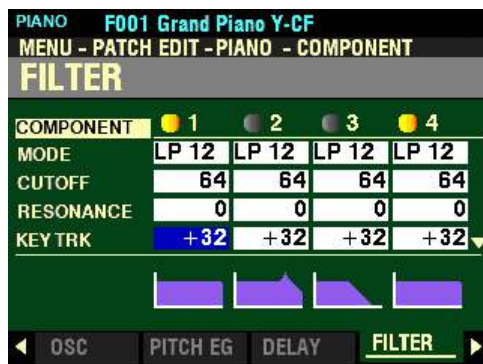 PIANO F001 Grand Piano Y-CF
MENU - PATCH EDIT - PIANO - COMPONENT
FILTER
COMPONENT 1 2 3 4
MODE LP 12 LP 12 LP 12 LP 12
CUTOFF 64 64 64 64
RESONANCE 0 0 0 0
KEY TRK +32 +32 +32 +32
OSC PITCH EG DELAY FILTER